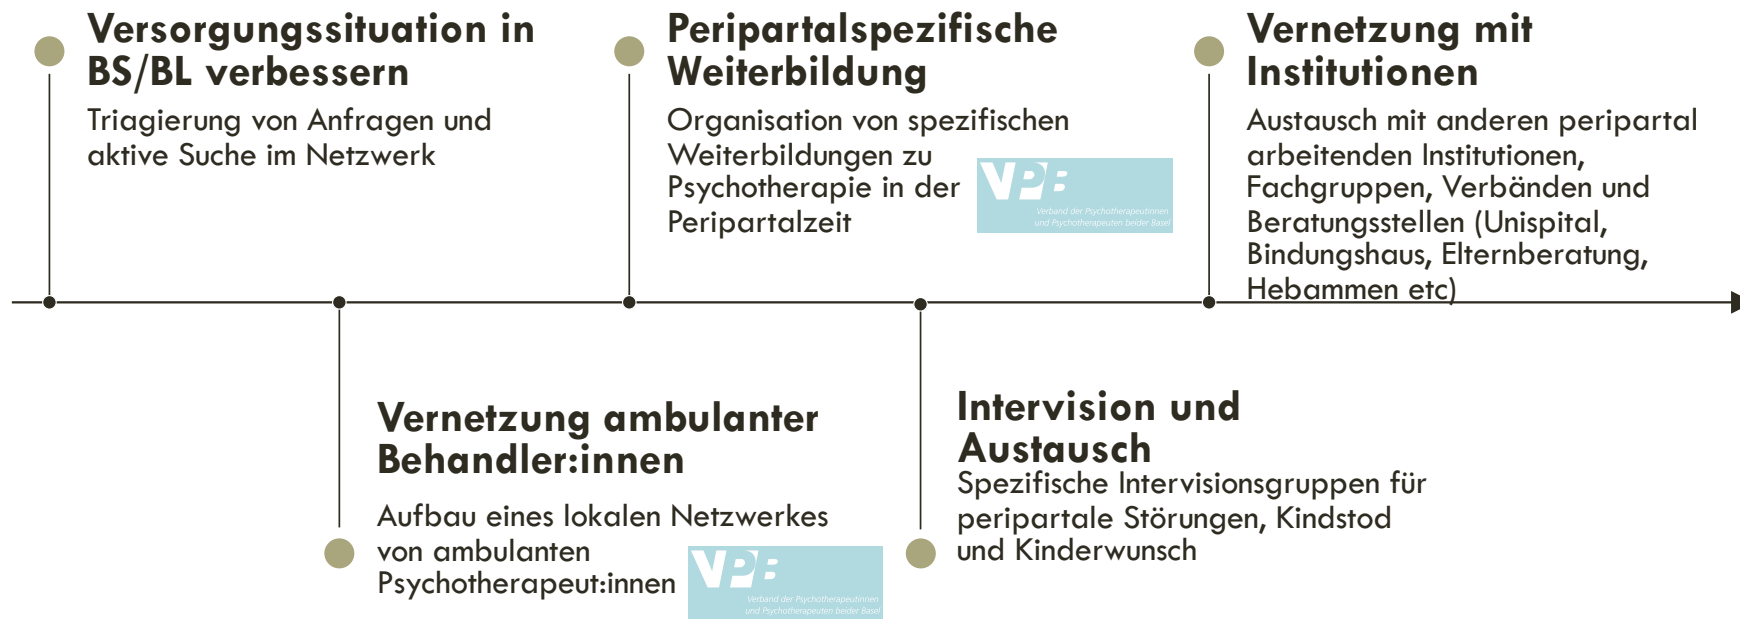 Versorgungssituation in
BS/BL verbessern
Triagierung von Anfragen und
aktive Suche im Netzwerk
Vernetzung ambulanter
Behandler:innen
Aufbau eines lokalen Netzwerkes
von ambulanten
Psychotherapeut:innen
VPB
Verband der Psychotherapeutinnen
und Psychotherapeuten beider Basel
Peripartalspezifische
Weiterbildung
Organisation von spezifischen
Weiterbildungen zu
Psychotherapie in der
Peripartalzeit
VPB
Verband der Psychotherapeutinnen
und Psychotherapeuten beider Basel
Intervision und
Austausch
Spezifische Intervisionsgruppen für
peripartale Störungen, Kindstod
und Kinderwunsch
Vernetzung mit
Institutionen
Austausch mit anderen peripartal
arbeitenden Institutionen,
Fachgruppen, Verbänden und
Beratungsstellen (Unispital,
Bindungshaus, Elternberatung,
Hebammen etc)